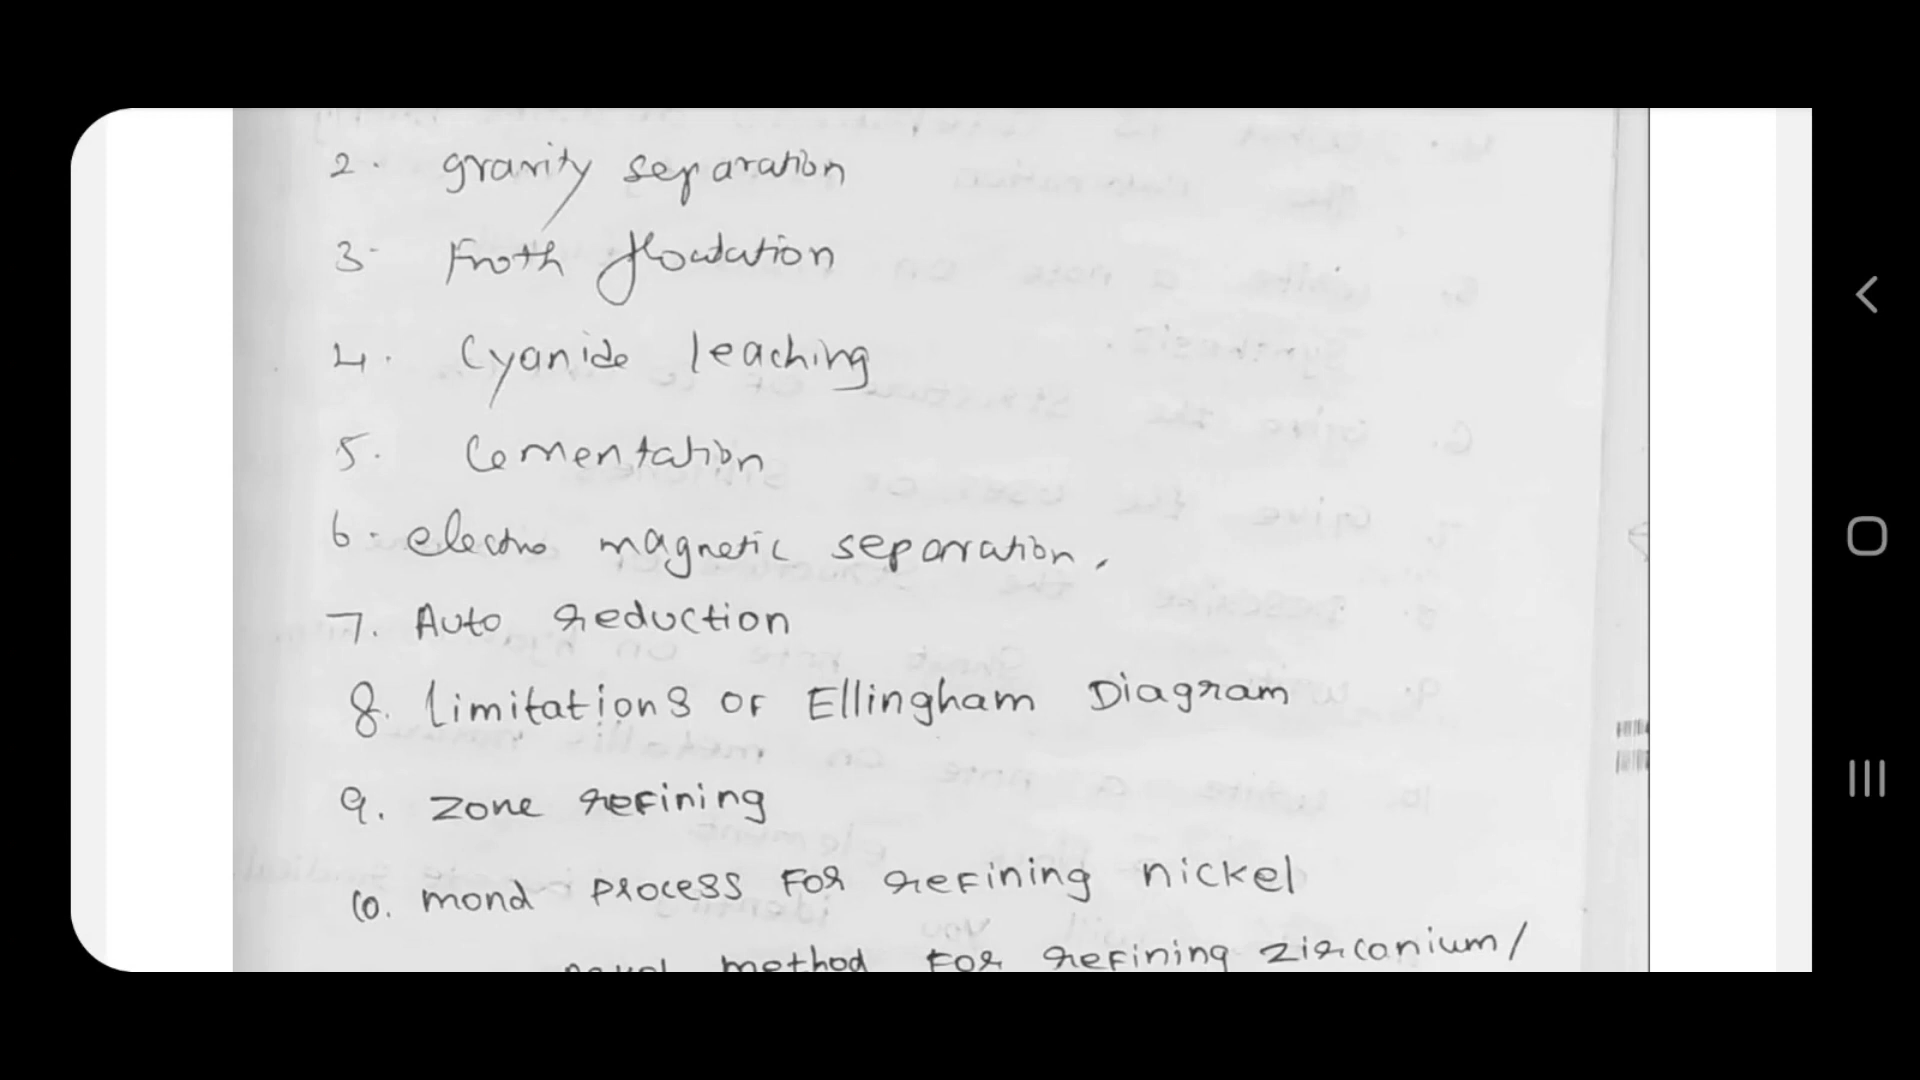 2. gravity separation
3. Froth flowtation
4. Cyanide leaching
5. Cementation
6. electro magnetic separation.
7. Auto reduction
8. Limitations of Ellingham Diagram
9. zone refining
10. mond process for refining nickel
method for refining zirconium/